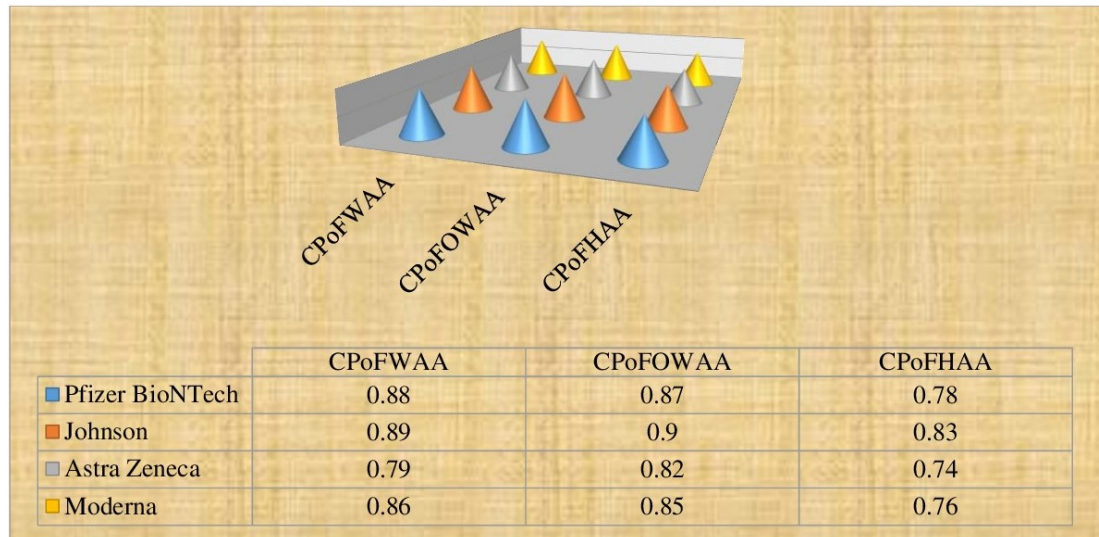 CPoFWAA
CPoFOWAA
CPoFHAA
CPoFWAA CPoFOWAA CPoFHAA
Pfizer BioNTech 0.88 0.87 0.78
Johnson 0.89 0.9 0.83
Astra Zeneca 0.79 0.82 0.74
Moderna 0.86 0.85 0.76